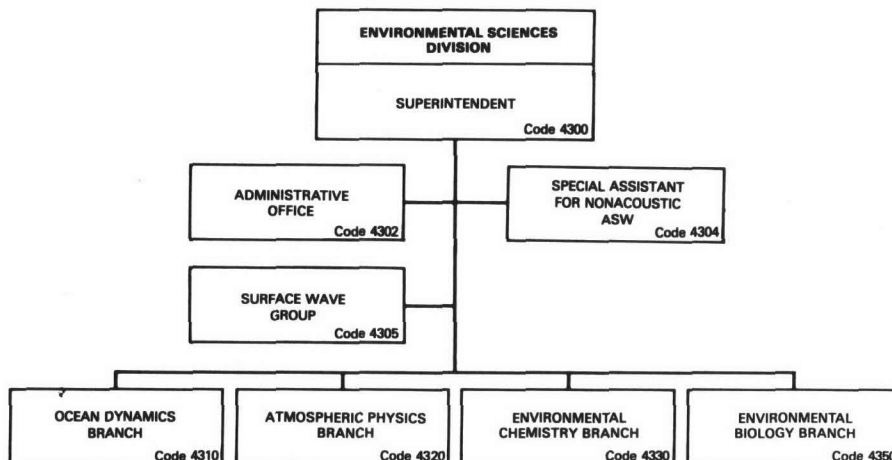 ENVIRONMENTAL SCIENCES
DIVISION
SUPERINTENDENT
Code 4300
ADMINISTRATIVE
OFFICE
Code 4302
SPECIAL ASSISTANT
FOR NONACOUSTIC
ASW
Code 4304
SURFACE WAVE
GROUP
Code 4305
OCEAN DYNAMICS
BRANCH
Code 4310
ATMOSPHERIC PHYSICS
BRANCH
Code 4320
ENVIRONMENTAL
CHEMISTRY BRANCH
Code 4330
ENVIRONMENTAL
BIOLOGY BRANCH
Code